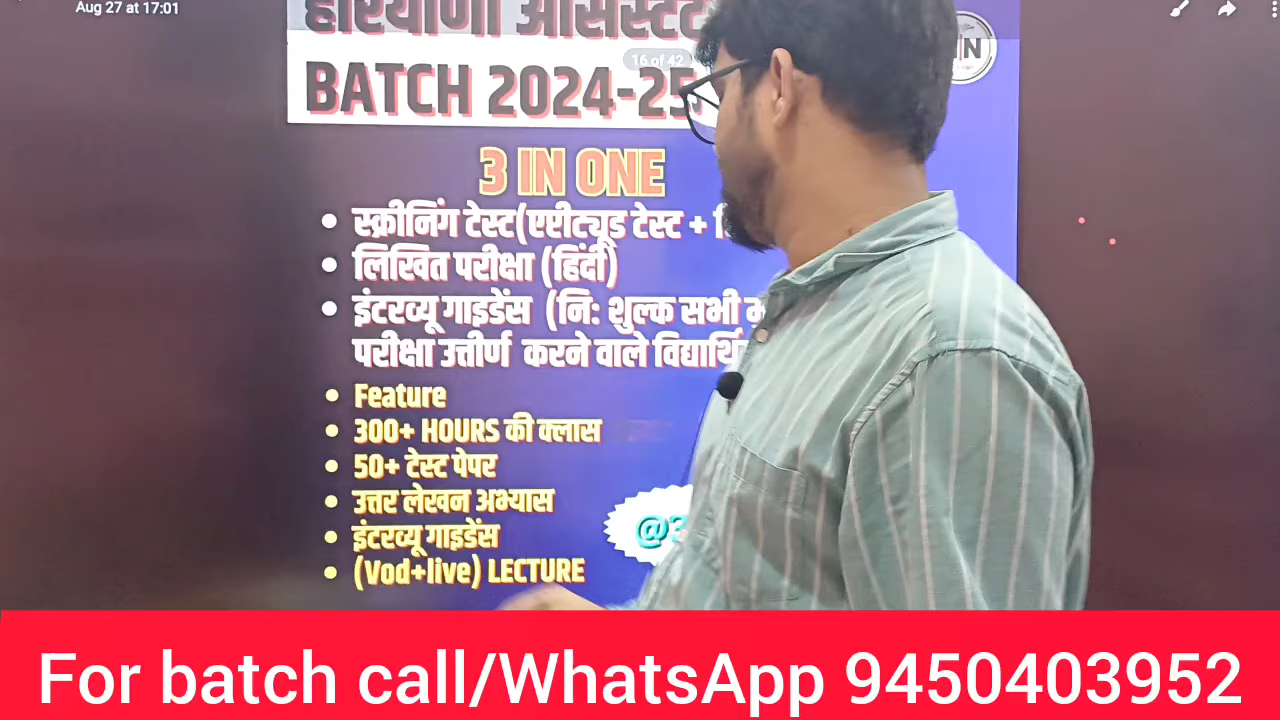 Aug 27 at 17:01
हरियाणा असिस्टेंट
16 of 42
BATCH 2024-25
3 IN ONE
• स्क्रीनिंग टेस्ट(एप्टीट्यूड टेस्ट +
• लिखित परीक्षा (हिंदी)
• इंटरव्यू गाइडेंस (नि: शुल्क सभी
परीक्षा उत्तीर्ण करने वाले
• Feature
• 300+ HOURS की क्लास
• 50+ टेस्ट पेपर
• उत्तर लेखन अभ्यास
• इंटरव्यू गाइडेंस
• (Vod+live) LECTURE
For batch call/WhatsApp 9450403952